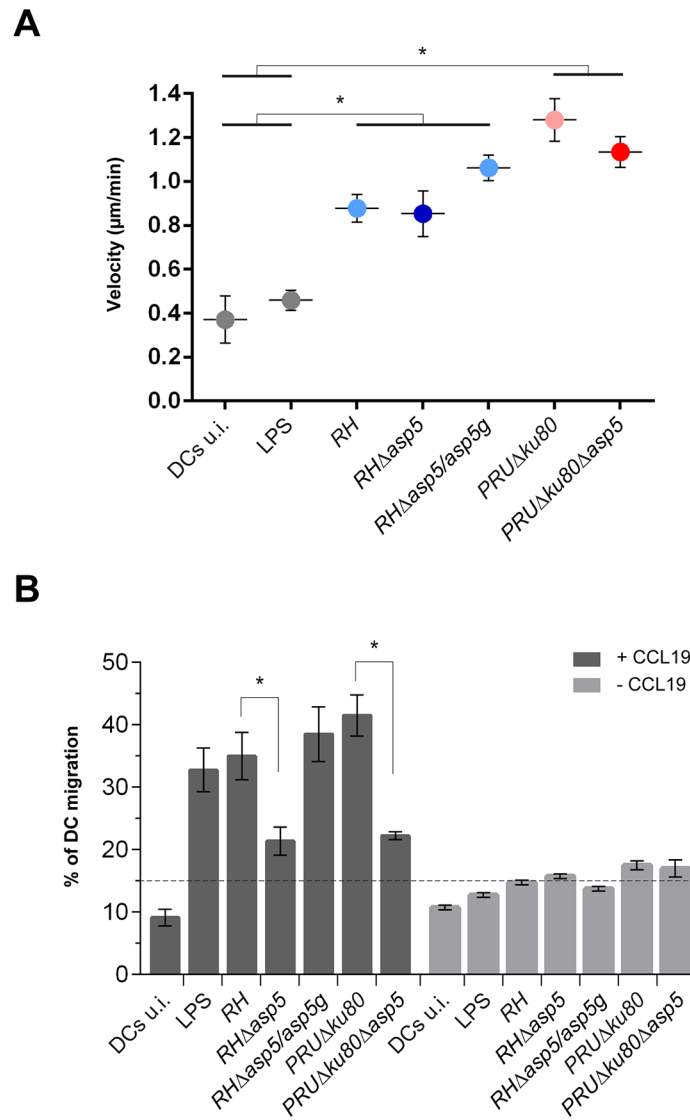 A
*
*
Velocity (µm/min)
1.4
1.2
1.0
0.8
0.6
0.4
0.2
0.0
DCs u.i.
LPS
RH
RHΔasp5
RHΔasp5/asp5g
PRUΔku80
PRUΔku80Δasp5
B
+ CCL19
- CCL19
*
*
% of DC migration
50
40
30
20
10
0
DCs u.i.
LPS
RH
RHΔasp5
RHΔasp5/asp5g
PRUΔku80
PRUΔku80Δasp5
DCs u.i.
LPS
RH
RHΔasp5
RHΔasp5/asp5g
PRUΔku80
PRUΔku80Δasp5